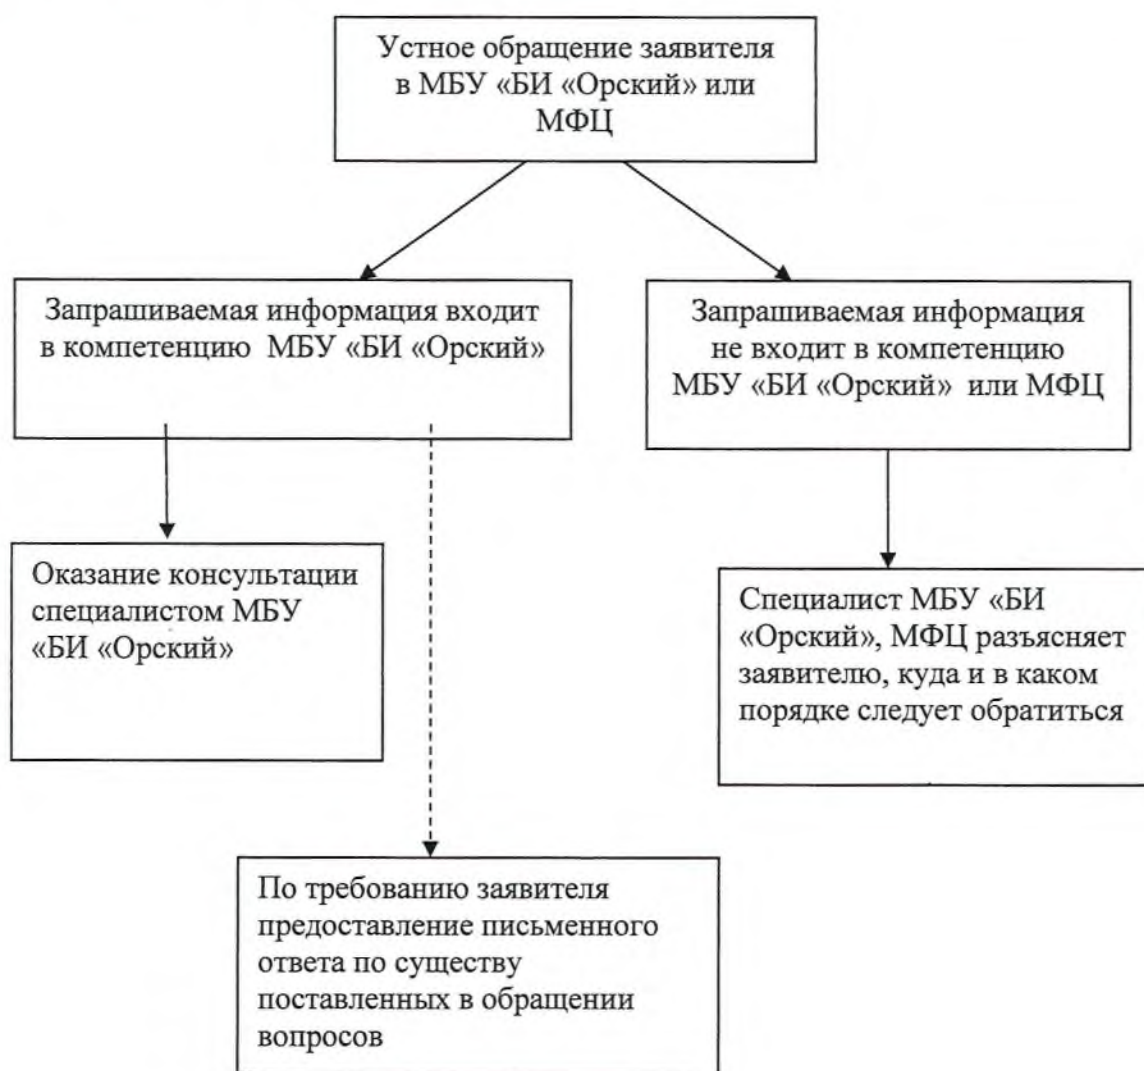 Устное обращение заявителя
в МБУ «БИ «Орский» или
МФЦ
Запрашиваемая информация входит
в компетенцию МБУ «БИ «Орский»
Запрашиваемая информация
не входит в компетенцию
МБУ «БИ «Орский» или МФЦ
Оказание консультации
специалистом МБУ
«БИ «Орский»
Специалист МБУ «БИ
«Орский», МФЦ разъясняет
заявителю, куда и в каком
порядке следует обратиться
По требованию заявителя
предоставление письменного
ответа по существу
поставленных в обращении
вопросов